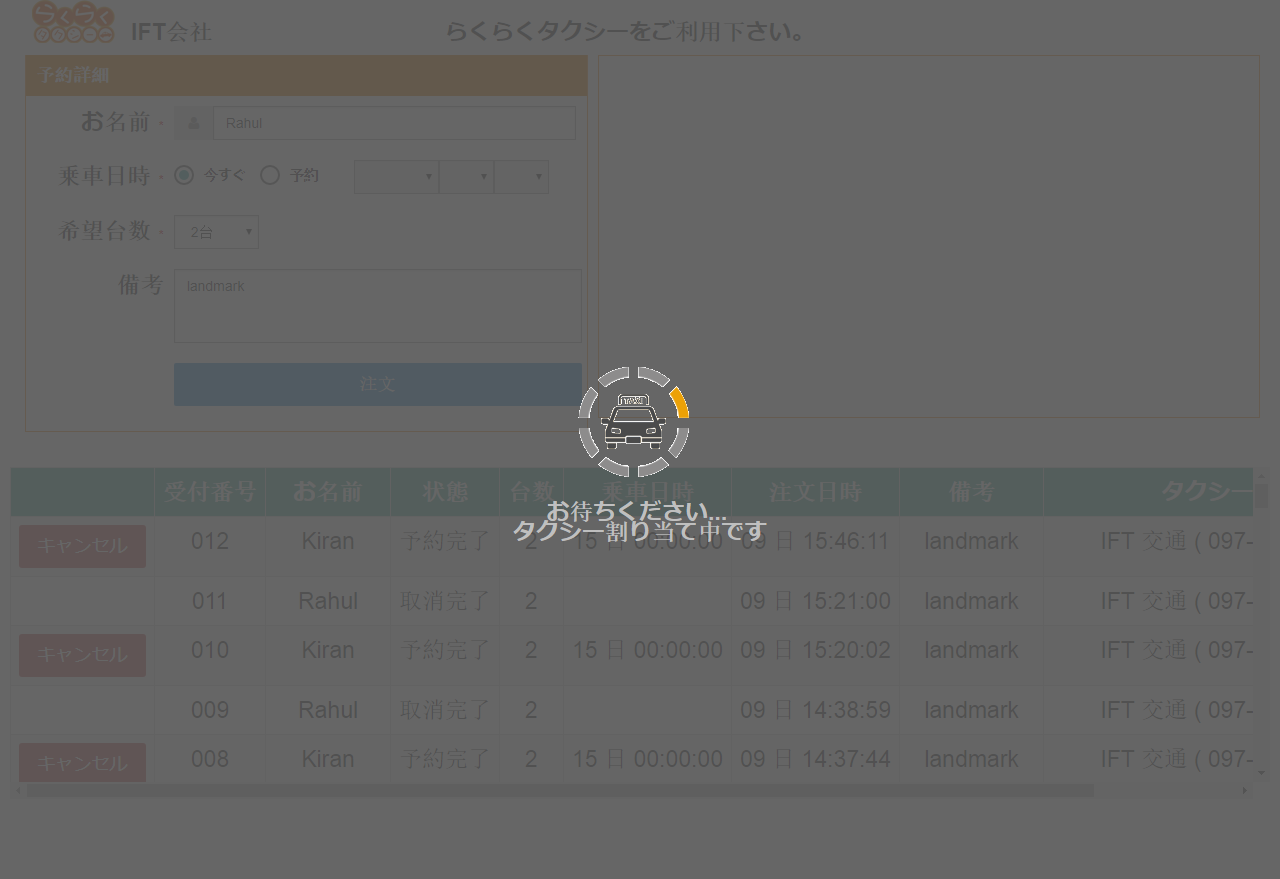 らくらく
タクシー
IFT会社
らくらくタクシーをご利用下さい。
予約詳細
お名前
Rahul
乗車日時
今すぐ
予約
希望台数
2台
備考
landmark
注文
TAXI
お待ちください...
タクシー割り当て中です
受付番号 お名前 状態 台数 乗車日時 注文日時 備考 タクシー
キャンセル 012 Kiran 予約完了 2 15 日 00:00:00 09 日 15:46:11 landmark IFT 交通 ( 097-
011 Rahul 取消完了 2 09 日 15:21:00 landmark IFT 交通 ( 097-
キャンセル 010 Kiran 予約完了 2 15 日 00:00:00 09 日 15:20:02 landmark IFT 交通 ( 097-
009 Rahul 取消完了 2 09 日 14:38:59 landmark IFT 交通 ( 097-
キャンセル 008 Kiran 予約完了 2 15 日 00:00:00 09 日 14:37:44 landmark IFT 交通 ( 097-